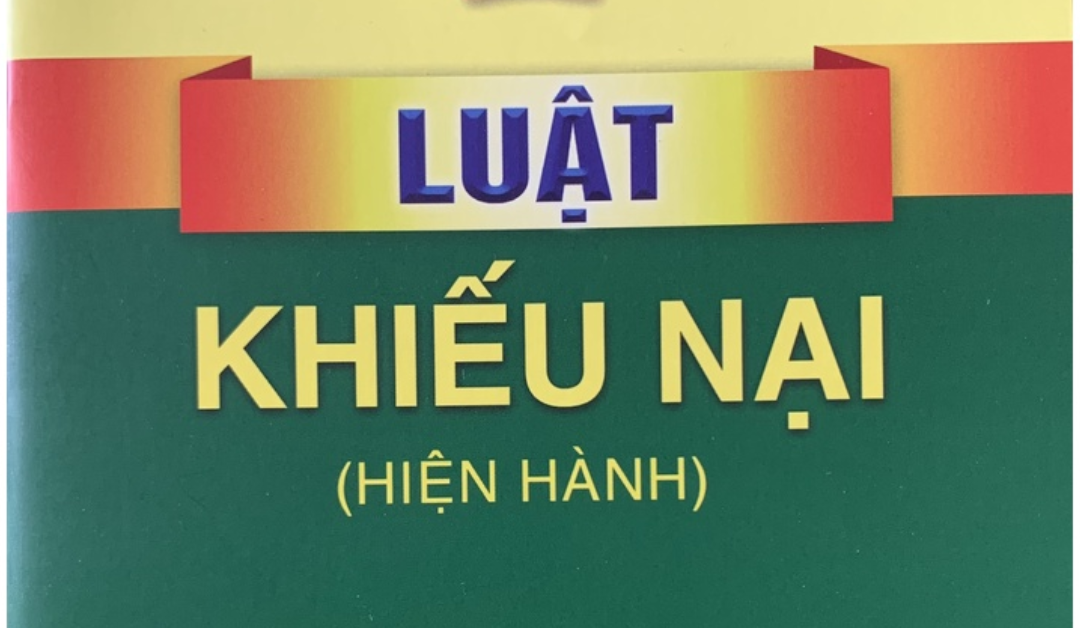 LUẬT
KHIẾU NẠI
(HIỆN HÀNH)